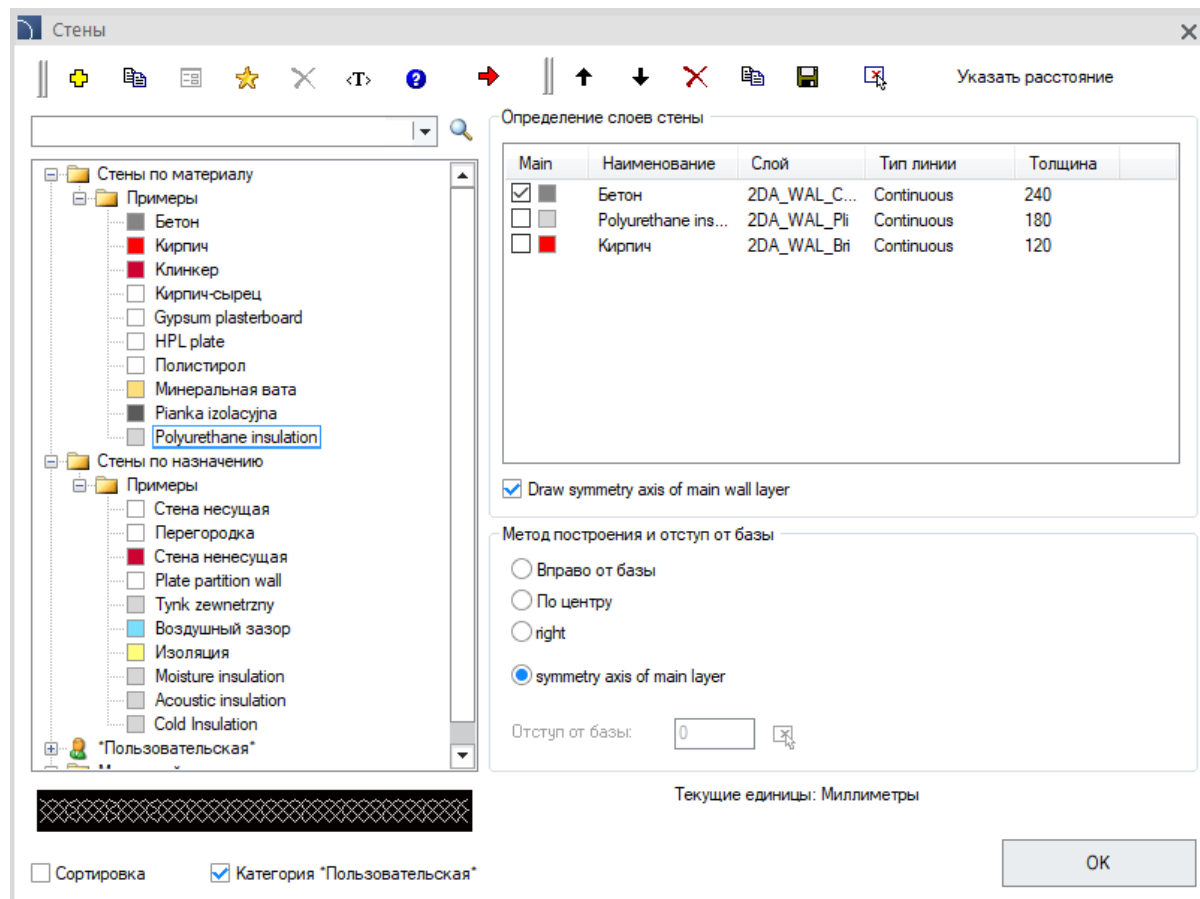 Стены
<T>
Указать расстояние
Определение слоев стены
Main Наименование Слой Тип линии Толщина
Бетон 2DA_WAL_C... Continuous 240
Polyurethane ins... 2DA_WAL_Pli Continuous 180
Кирпич 2DA_WAL_Bri Continuous 120
Draw symmetry axis of main wall layer
Метод построения и отступ от базы
Вправо от базы
По центру
right
symmetry axis of main layer
Отступ от базы: 0
Текущие единицы: Миллиметры
OK
Стены по материалу
Примеры
Бетон
Кирпич
Клинкер
Кирпич-сырец
Gypsum plasterboard
HPL plate
Полистирол
Минеральная вата
Pianka izolacyjna
Polyurethane insulation
Стены по назначению
Примеры
Стена несущая
Перегородка
Стена ненесущая
Plate partition wall
Tynk zewnetrzny
Воздушный зазор
Изоляция
Moisture insulation
Acoustic insulation
Cold Insulation
*Пользовательская*
Сортировка
Категория *Пользовательская*